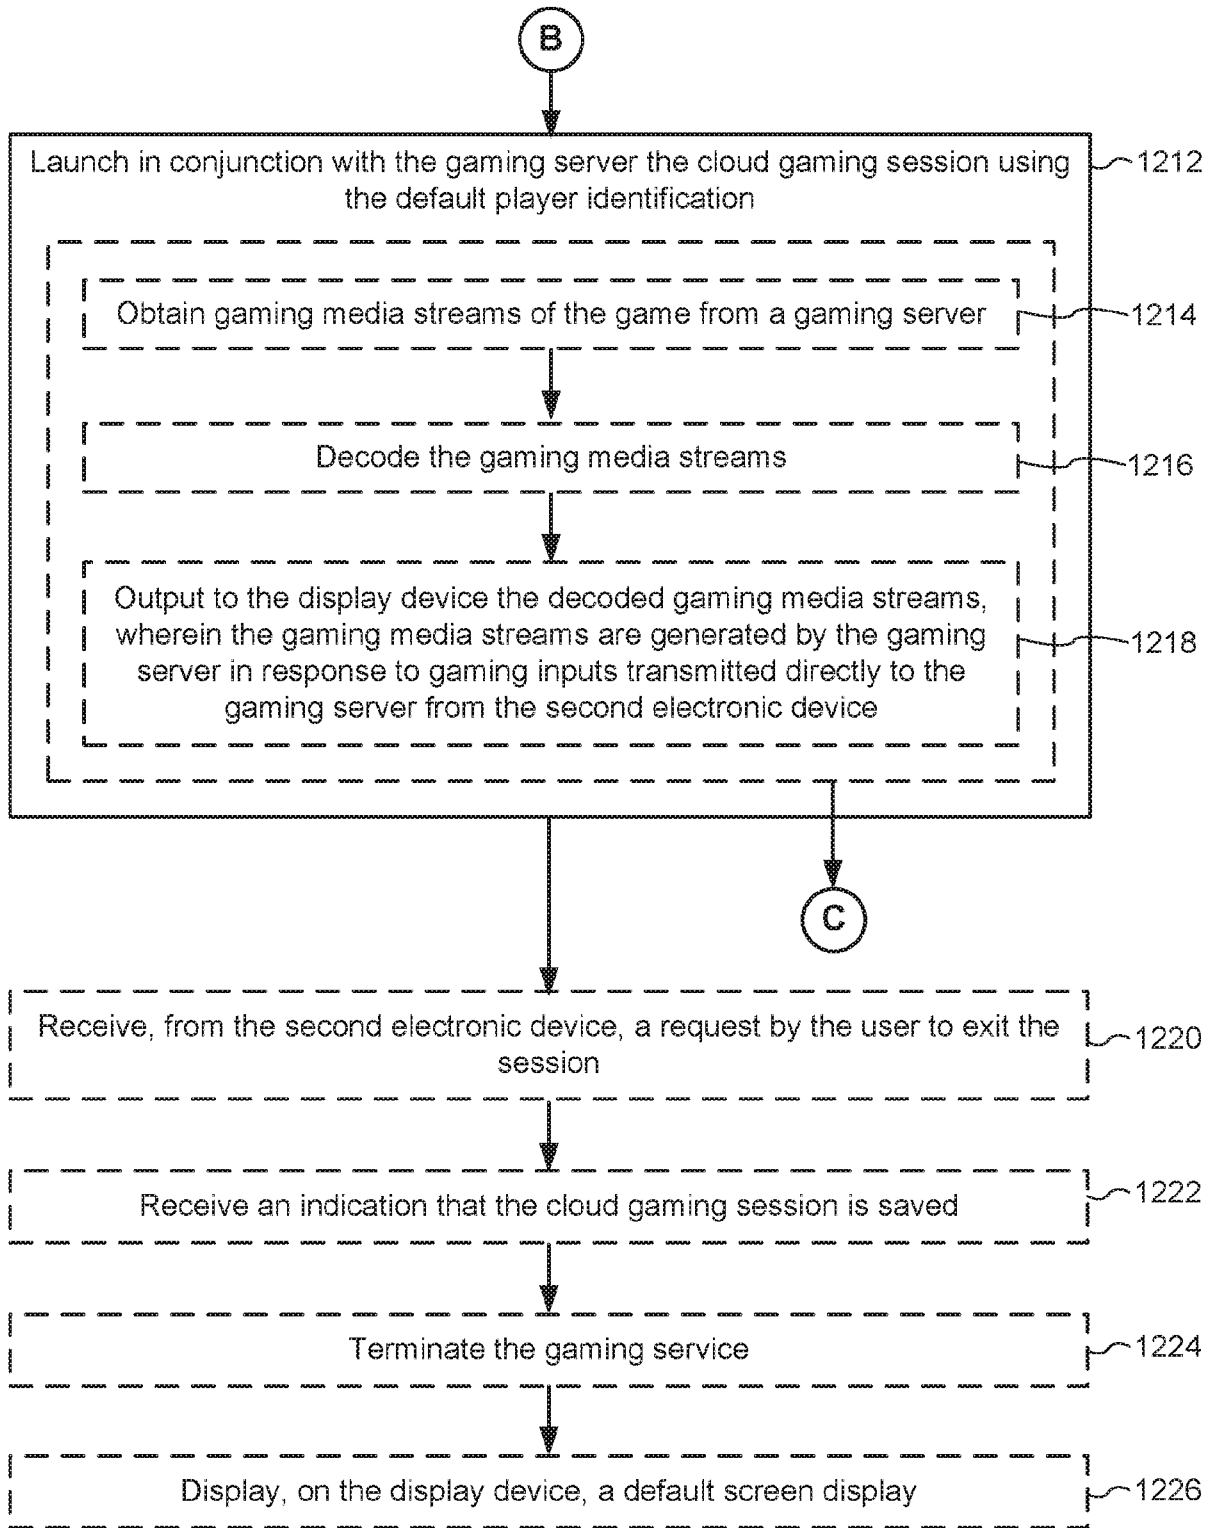 B
Launch in conjunction with the gaming server the cloud gaming session using
the default player identification
1212
Obtain gaming media streams of the game from a gaming server
1214
Decode the gaming media streams
1216
Output to the display device the decoded gaming media streams,
wherein the gaming media streams are generated by the gaming
server in response to gaming inputs transmitted directly to the
gaming server from the second electronic device
1218
C
Receive, from the second electronic device, a request by the user to exit the
session
1220
Receive an indication that the cloud gaming session is saved
1222
Terminate the gaming service
1224
Display, on the display device, a default screen display
1226